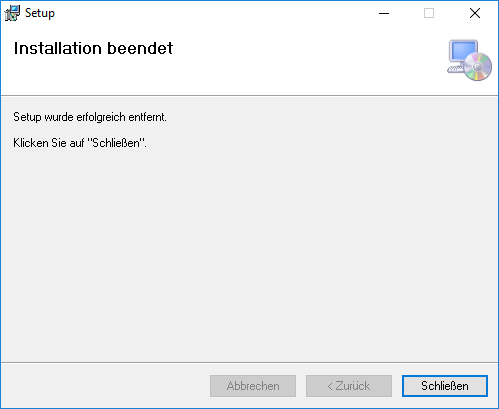 Setup
Installation beendet
Setup wurde erfolgreich entfernt.
Klicken Sie auf "Schließen".
Abbrechen
< Zurück
Schließen